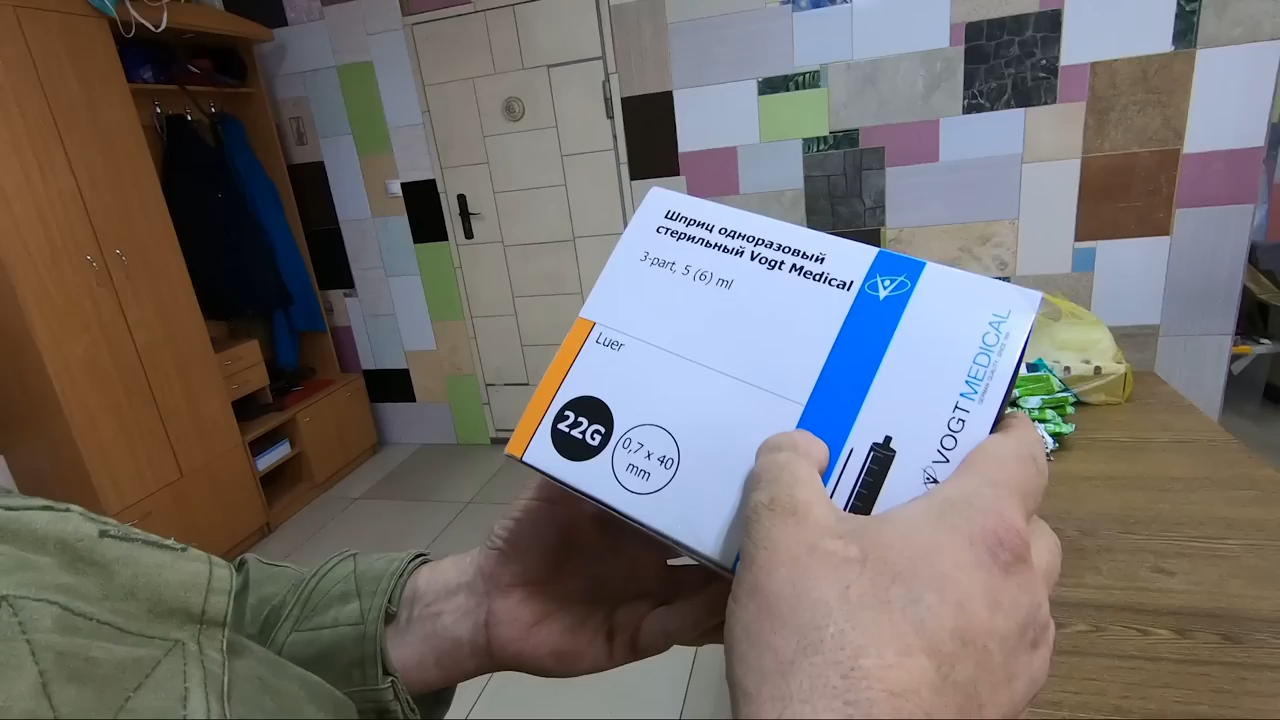 Шприц одноразовый
стерильный Vogt Medical
3-part, 5 (6) ml
Luer
22G
0,7 x 40
mm
VOGT MEDICAL